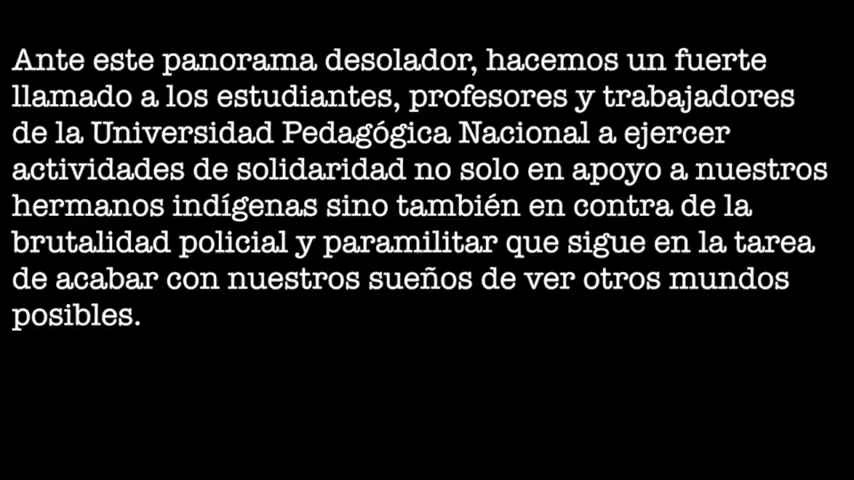 Ante este panorama desolador, hacemos un fuerte
llamado a los estudiantes, profesores y trabajadores
de la Universidad Pedagógica Nacional a ejercer
actividades de solidaridad no solo en apoyo a nuestros
hermanos indígenas sino también en contra de la
brutalidad policial y paramilitar que sigue en la tarea
de acabar con nuestros sueños de ver otros mundos
posibles.